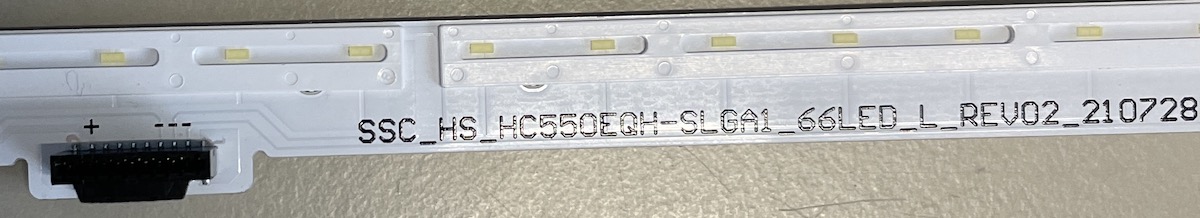 + ---
SSC_HS_HC550EQH-SLGA1_66LED_L_REV02_210728